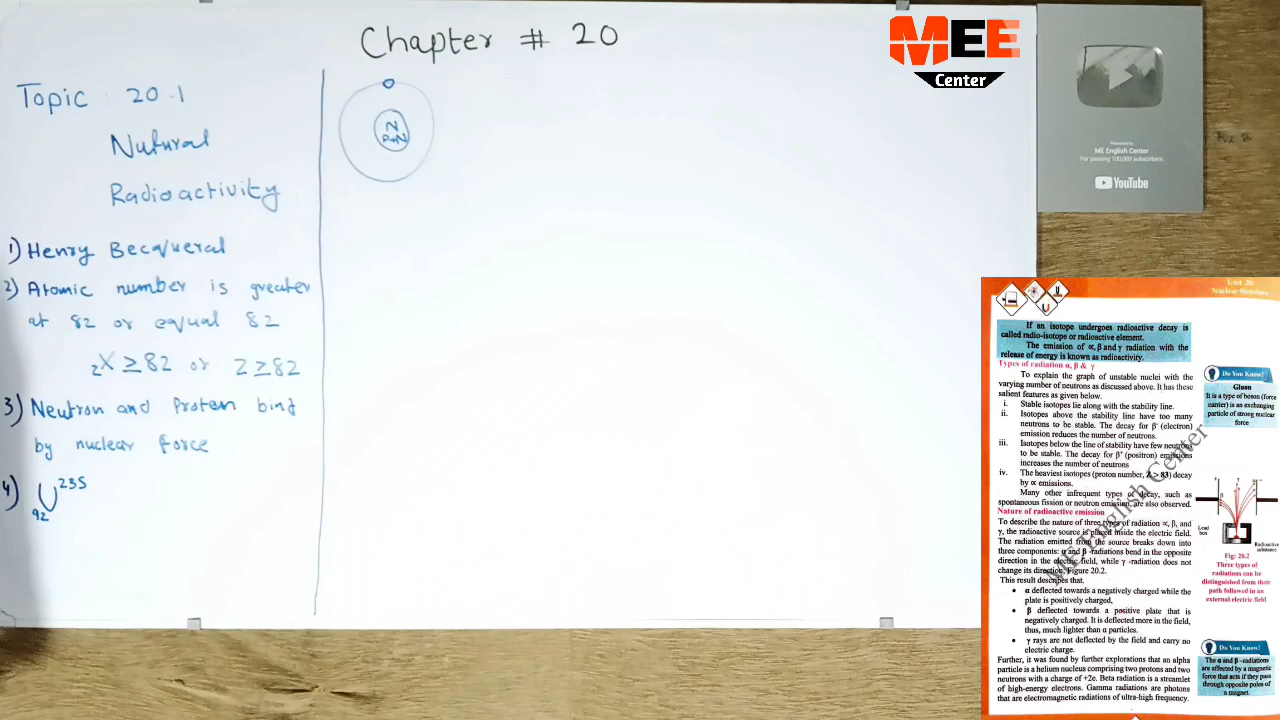 Chapter # 20
MEE
Center
Topic : 20.1
Nutural
Radioactivity
1) Henry Becqueral
2) Atomic number is greater
at 82 or equal 82
zX ≥ 82 or Z ≥ 82
3) Neutron and Proten bind
by nuclear force
4) 92U235
N
P+N
Presented to
ME English Center
For passing 100,000 subscribers
YouTube
Unit 20
Nuclear Structure
If an isotope undergoes radioactive decay is
called radio-isotope or radioactive element.
The emission of α, β and γ radiation with the
release of energy is known as radioactivity.
Types of radiation α, β & γ
To explain the graph of unstable nuclei with the
varying number of neutrons as discussed above. It has these
salient features as given below.
i. Stable isotopes lie along with the stability line.
ii. Isotopes above the stability line have too many
neutrons to be stable. The decay for β- (electron)
emission reduces the number of neutrons.
iii. Isotopes below the line of stability have few neutrons
to be stable. The decay for β+ (positron) emissions
increases the number of neutrons
iv. The heaviest isotopes (proton number, Z > 83) decay
by α emissions.
Many other infrequent types of decay, such as
spontaneous fission or neutron emission, are also observed.
Nature of radioactive emission
To describe the nature of three types of radiation α, β, and
γ, the radioactive source is placed inside the electric field.
The radiation emitted from the source breaks down into
three components: α and β -radiations bend in the opposite
direction in the electric field, while γ -radiation does not
change its direction. Figure 20.2.
This result describes that.
• α deflected towards a negatively charged while the
plate is positively charged,
• β deflected towards a positive plate that is
negatively charged. It is deflected more in the field,
thus, much lighter than α particles.
• γ rays are not deflected by the field and carry no
electric charge.
Further, it was found by further explorations that an alpha
particle is a helium nucleus comprising two protons and two
neutrons with a charge of +2e. Beta radiation is a streamlet
of high-energy electrons. Gamma radiations are photons
that are electromagnetic radiations of ultra-high frequency.
ME English Center
Do You Know!
Gluon
It is a type of boson (force
carrier) is an exchanging
particle of strong nuclear
force
Lead
box
Radioactive
substance
Fig: 20.2
Three types of
radiations can be
distinguished from their
path followed in an
external electric field
Do You Know!
The α and β -radiations
are affected by a magnetic
force that acts if they pass
through opposite poles of
a magnet.